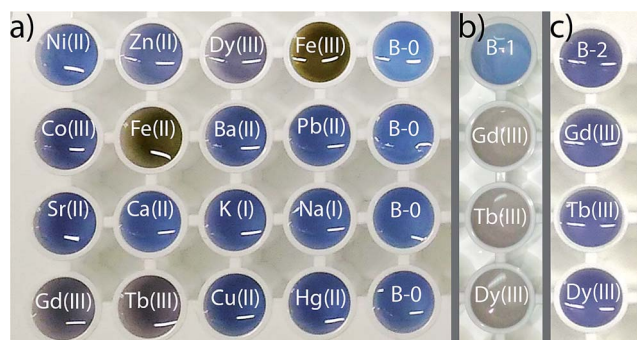 a)
Ni(II) Zn(II) Dy(III) Fe(III) B-0
Co(III) Fe(II) Ba(II) Pb(II) B-0
Sr(II) Ca(II) K (I) Na(I) B-0
Gd(III) Tb(III) Cu(II) Hg(II) B-0
b)
B-1
Gd(III)
Tb(III)
Dy(III)
c)
B-2
Gd(III)
Tb(III)
Dy(III)